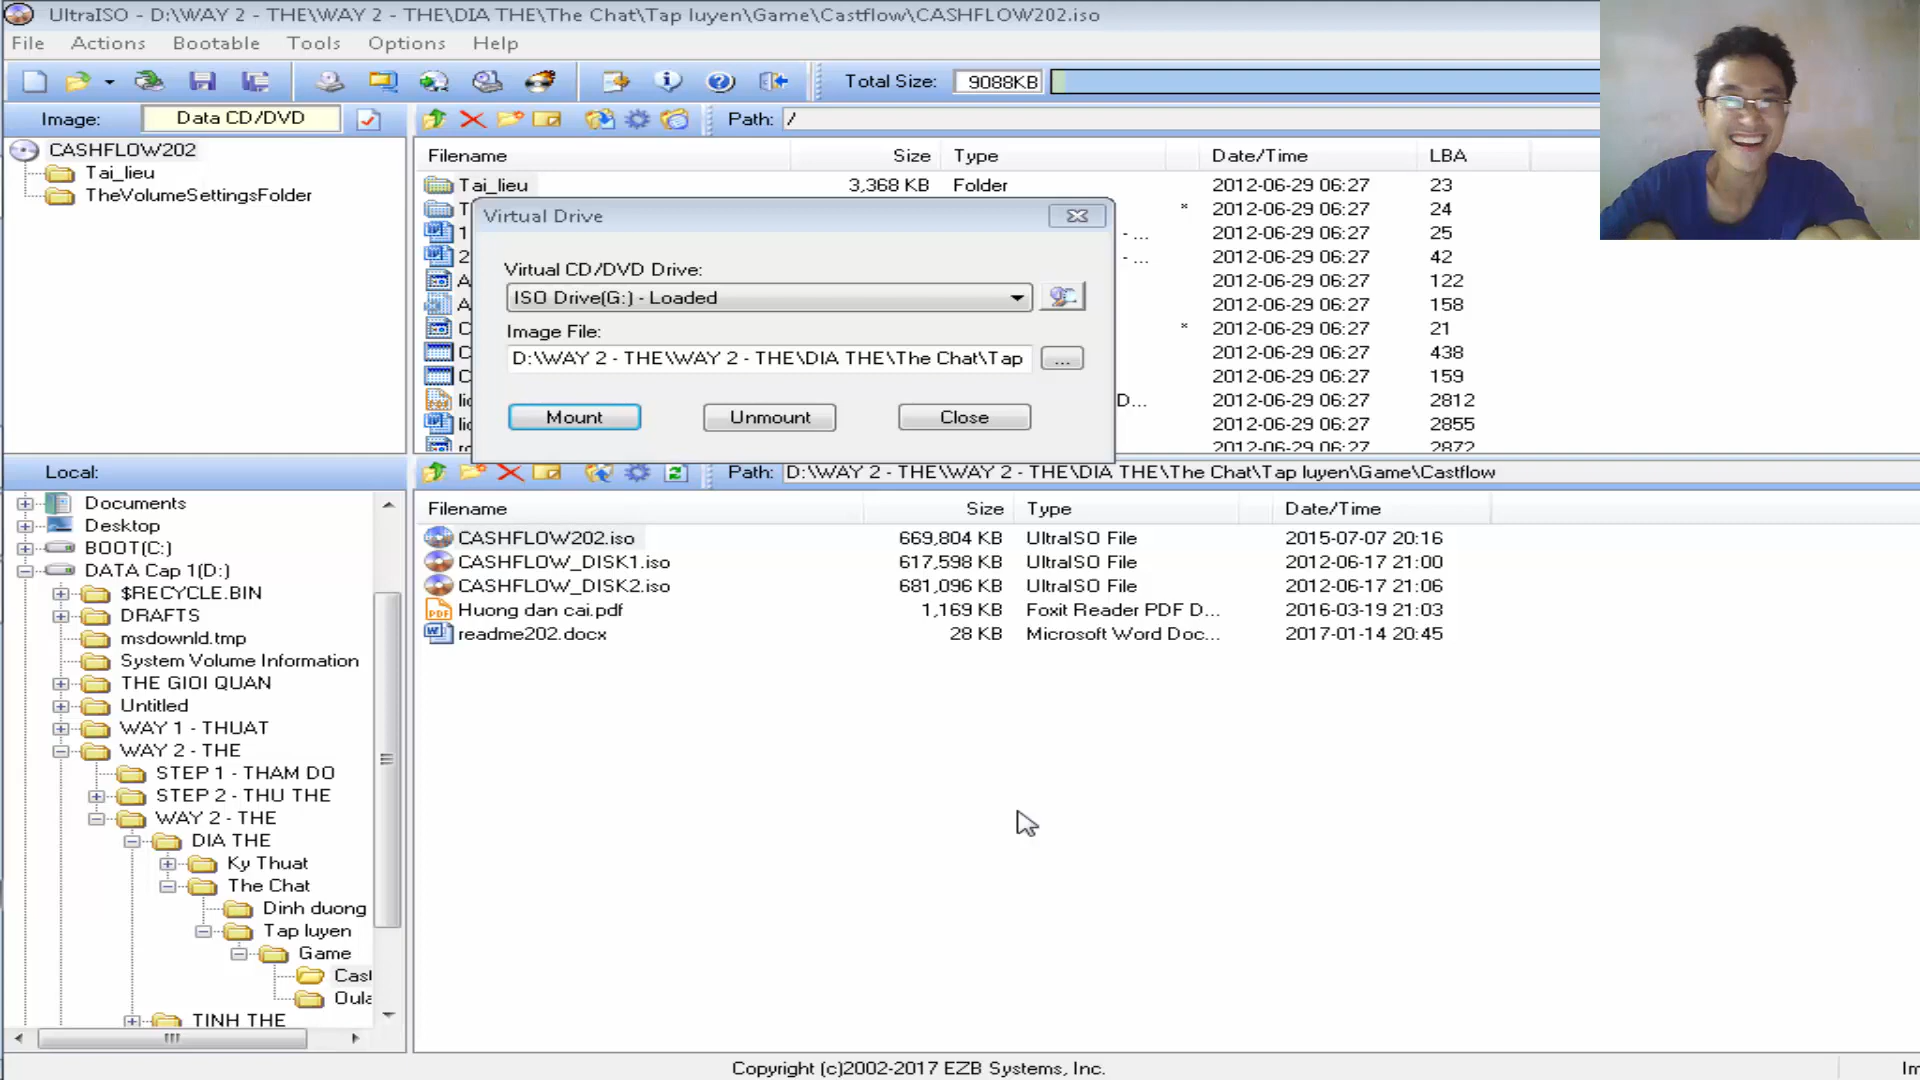 UltraISO - D:\WAY 2 - THE\WAY 2 - THE\DIA THE\The Chat\Tap luyen\Game\Castflow\CASHFLOW202.iso
File Actions Bootable Tools Options Help
Total Size: 9088KB
Image: Data CD/DVD
Path: /
CASHFLOW202
Tai_lieu
TheVolumeSettingsFolder
Filename Size Type Date/Time LBA
Tai_lieu 3,368 KB Folder 2012-06-29 06:27 23
T * 2012-06-29 06:27 24
1 - ... 2012-06-29 06:27 25
2 - ... 2012-06-29 06:27 42
A 2012-06-29 06:27 122
A 2012-06-29 06:27 158
C * 2012-06-29 06:27 21
C 2012-06-29 06:27 438
C 2012-06-29 06:27 159
lic D... 2012-06-29 06:27 2812
lic 2012-06-29 06:27 2855
2012-06-29 06:27 2872
Virtual Drive
Virtual CD/DVD Drive:
ISO Drive(G:) - Loaded
Image File:
D:\WAY 2 - THE\WAY 2 - THE\DIA THE\The Chat\Tap
...
Mount Unmount Close
Local:
Path: D:\WAY 2 - THE\WAY 2 - THE\DIA THE\The Chat\Tap luyen\Game\Castflow
Documents
Desktop
BOOT(C:)
DATA Cap 1(D:)
$RECYCLE.BIN
DRAFTS
msdownld.tmp
System Volume Information
THE GIOI QUAN
Untitled
WAY 1 - THUAT
WAY 2 - THE
STEP 1 - THAM DO
STEP 2 - THU THE
WAY 2 - THE
DIA THE
Ky Thuat
The Chat
Dinh duong
Tap luyen
Game
Cast
Oula
TINH THE
Filename Size Type Date/Time
CASHFLOW202.iso 669,804 KB UltraISO File 2015-07-07 20:16
CASHFLOW_DISK1.iso 617,598 KB UltraISO File 2012-06-17 21:00
CASHFLOW_DISK2.iso 681,096 KB UltraISO File 2012-06-17 21:06
Huong dan cai.pdf 1,169 KB Foxit Reader PDF D... 2016-03-19 21:03
readme202.docx 28 KB Microsoft Word Doc... 2017-01-14 20:45
Copyright (c)2002-2017 EZB Systems, Inc.